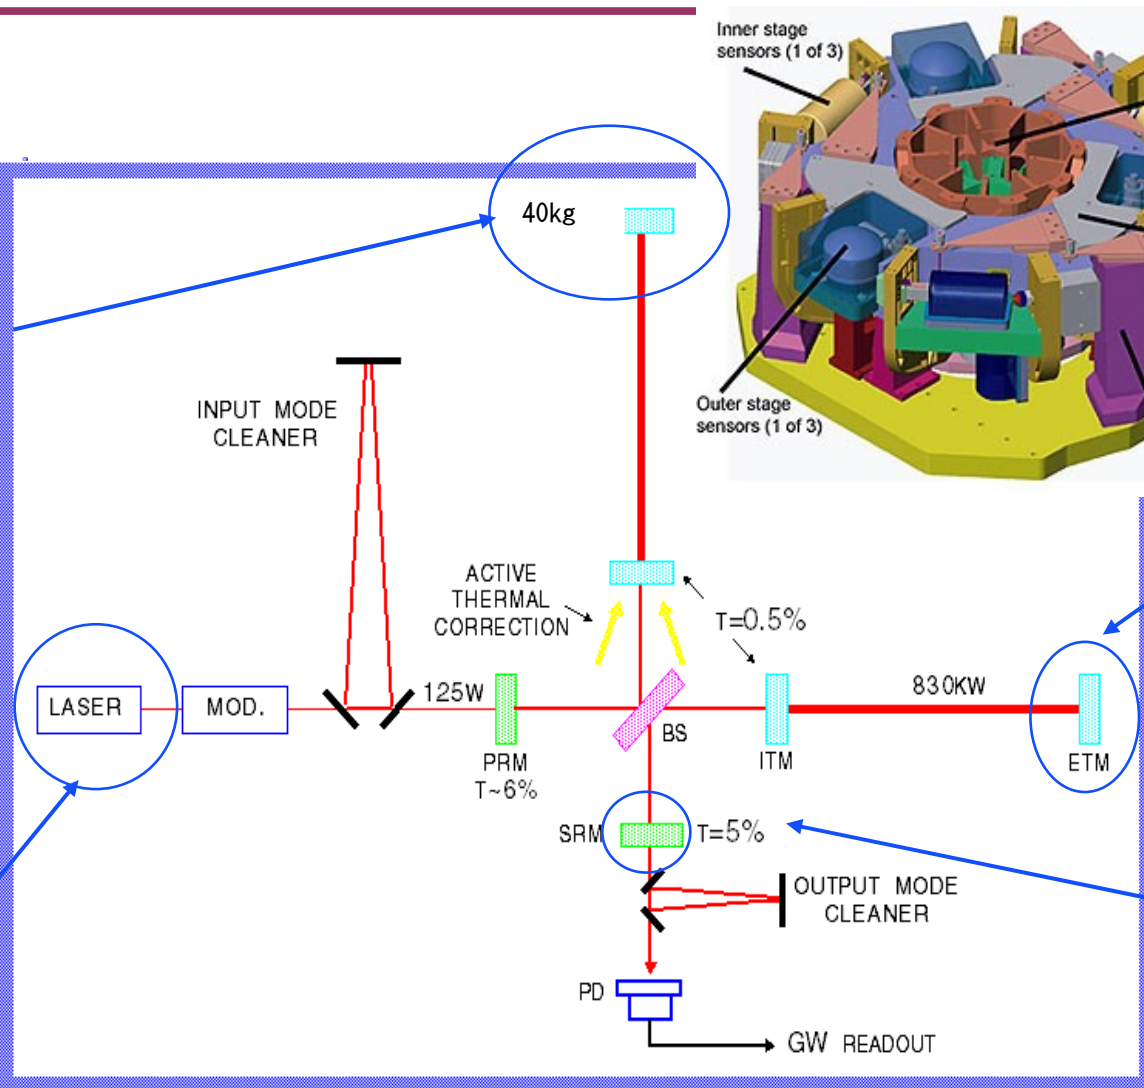 Inner stage
sensors (1 of 3)
40kg
Outer stage
sensors (1 of 3)
INPUT MODE
CLEANER
ACTIVE
THERMAL
CORRECTION
T=0.5%
LASER
MOD.
125W
PRM
T~6%
BS
ITM
830KW
ETM
SRM
T=5%
OUTPUT MODE
CLEANER
PD
GW READOUT